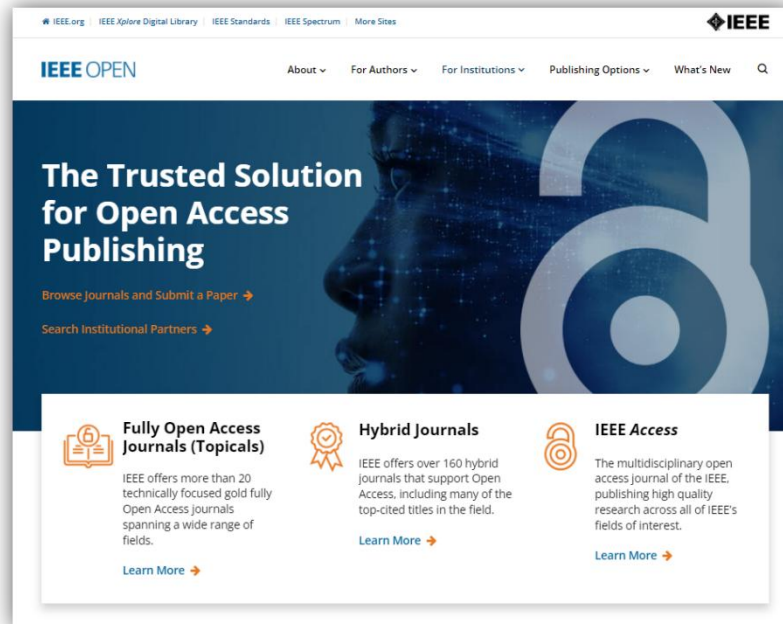 IEEE.org | IEEE Xplore Digital Library | IEEE Standards | IEEE Spectrum | More Sites
IEEE
IEEE OPEN
About For Authors For Institutions Publishing Options What's New
The Trusted Solution
for Open Access
Publishing
Browse Journals and Submit a Paper →
Search Institutional Partners →
Fully Open Access
Journals (Topicals)
IEEE offers more than 20
technically focused gold fully
Open Access journals
spanning a wide range of
fields.
Learn More →
Hybrid Journals
IEEE offers over 160 hybrid
journals that support Open
Access, including many of the
top-cited titles in the field.
Learn More →
IEEE Access
The multidisciplinary open
access journal of the IEEE,
publishing high quality
research across all of IEEE's
fields of interest.
Learn More →